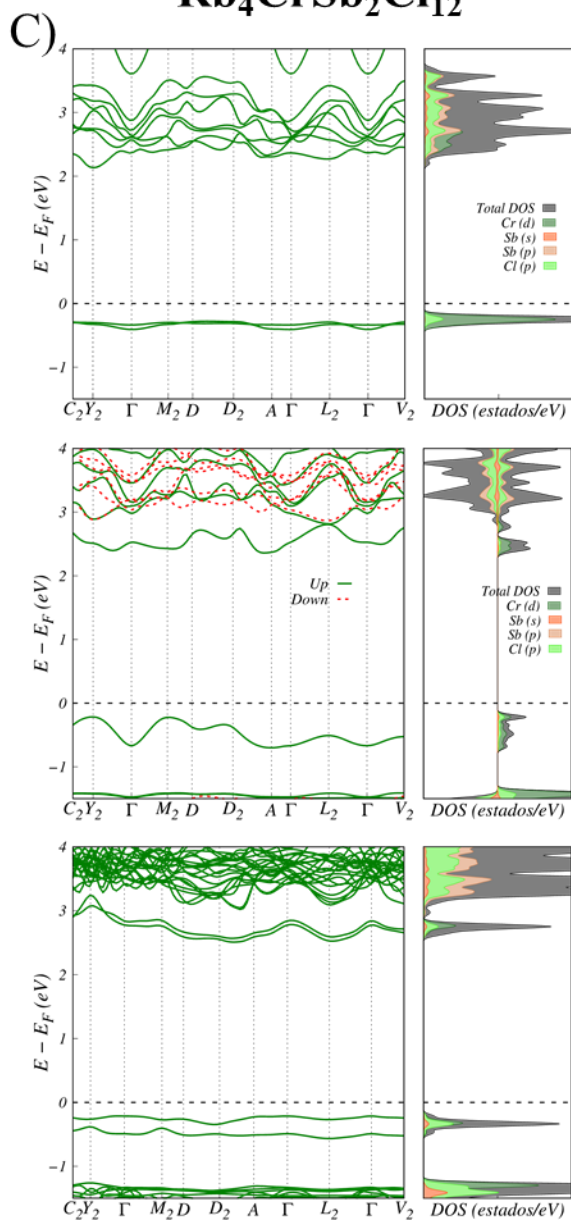 Rb4CrSb2Cl12
C)
4
3
2
1
0
−1
E − EF (eV)
C2 Y2 Γ M2 D D2 A Γ L2 Γ V2
Total DOS
Cr (d)
Sb (s)
Sb (p)
Cl (p)
DOS (estados/eV)
4
3
4
1
0
−1
E − EF (eV)
Up
Down
C2 Y2 Γ M2 D D2 A Γ L2 Γ V2
Total DOS
Cr (d)
Sb (s)
Sb (p)
Cl (p)
DOS (estados/eV)
4
3
4
1
0
−1
E − EF (eV)
C2 Y2 Γ M2 D D2 A Γ L2 Γ V2
DOS (estados/eV)